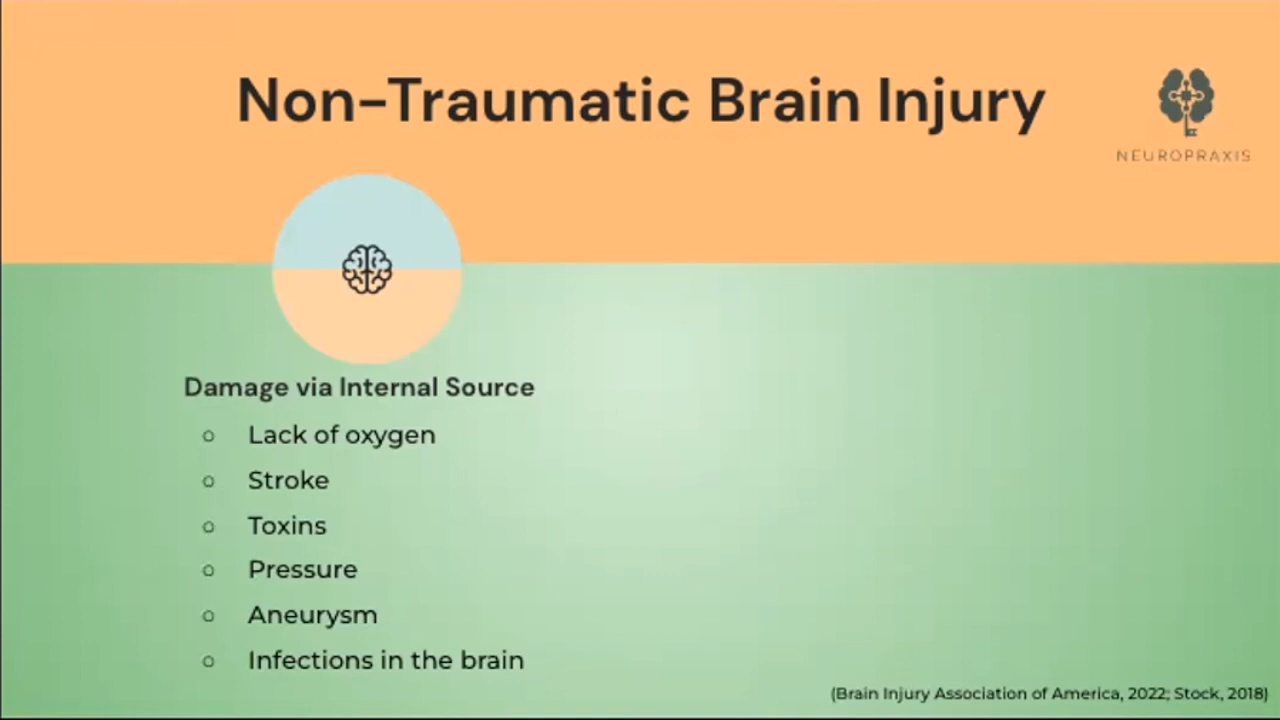 Non-Traumatic Brain Injury
NEUROPRAXIS
Damage via Internal Source
○ Lack of oxygen
○ Stroke
○ Toxins
○ Pressure
○ Aneurysm
○ Infections in the brain
(Brain Injury Association of America, 2022; Stock, 2018)